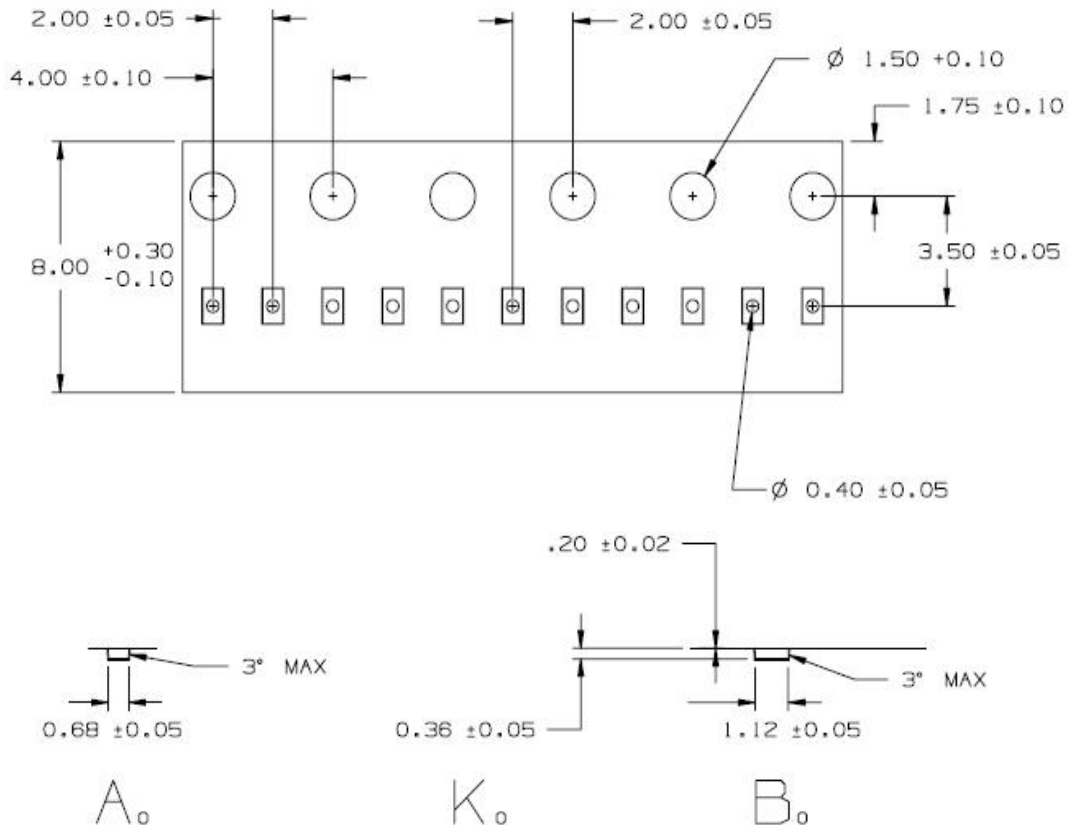 2.00 ±0.05
2.00 ±0.05
Ø 1.50 +0.10
4.00 ±0.10
1.75 ±0.10
8.00 +0.30
-0.10
3.50 ±0.05
Ø 0.40 ±0.05
.20 ±0.02
3° MAX
3° MAX
0.68 ±0.05
0.36 ±0.05
1.12 ±0.05
A₀
K₀
B₀